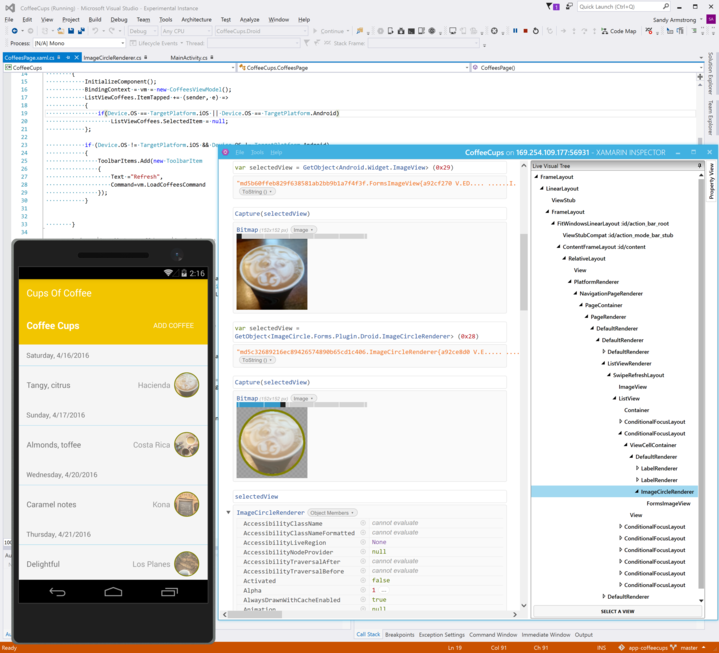 CoffeeCups (Running) - Microsoft Visual Studio - Experimental Instance
Quick Launch (Ctrl+Q)
File Edit View Project Build Debug Team Tools Architecture Test Analyze Window Help
Sandy Armstrong
Debug Any CPU CoffeeCups.Droid Continue
Code Map
Process: [N/A] Mono Lifecycle Events Thread: Stack Frame:
CoffeesPage.xaml.cs ImageCircleRenderer.cs MainActivity.cs
CoffeeCups CoffeeCups.CoffeesPage CoffeesPage()
14 {
15 InitializeComponent();
16 BindingContext = vm = new CoffeesViewModel();
17 ListViewCoffees.ItemTapped += (sender, e) =>
18 {
19 if(Device.OS == TargetPlatform.iOS || Device.OS == TargetPlatform.Android)
20 ListViewCoffees.SelectedItem = null;
21 };
22
23 if (Device.OS != TargetPlatform.iOS && Device.OS != TargetPlatform.Android)
24 {
25 ToolbarItems.Add(new ToolbarItem
26 {
27 Text ="Refresh",
28 Command=vm.LoadCoffeesCommand
29 });
30 }
31
32
33 }
34
Solution Explorer
Team Explorer
Property View
CoffeeCups on 169.254.109.177:56931 - XAMARIN INSPECTOR
File Tools Help
var selectedView = GetObject<Android.Widget.ImageView> (0x29)
ToString ()
Capture(selectedView)
Bitmap (192x192 px) Image
var selectedView =
GetObject<ImageCircle.Forms.Plugin.Droid.ImageCircleRenderer> (0x28)
ToString ()
Capture(selectedView)
Bitmap (192x192 px) Image
selectedView
ImageCircleRenderer Object Members
AccessibilityClassName cannot evaluate
AccessibilityClassNameFormatted cannot evaluate
AccessibilityLiveRegion None
AccessibilityNodeProvider null
AccessibilityTraversalAfter cannot evaluate
AccessibilityTraversalBefore cannot evaluate
Activated false
Alpha 1 ...
AlwaysDrawnWithCacheEnabled true
Animation null
Live Visual Tree
FrameLayout
LinearLayout
ViewStub
FrameLayout
FitWindowsLinearLayout :id/action_bar_root
ViewStubCompat :id/action_mode_bar_stub
ContentFrameLayout :id/content
RelativeLayout
View
PlatformRenderer
NavigationPageRenderer
PageContainer
PageRenderer
DefaultRenderer
DefaultRenderer
DefaultRenderer
ListViewRenderer
SwipeRefreshLayout
ImageView
ListView
Container
ConditionalFocusLayout
ConditionalFocusLayout
ViewCellContainer
DefaultRenderer
LabelRenderer
LabelRenderer
ImageCircleRenderer
FormsImageView
View
ConditionalFocusLayout
ConditionalFocusLayout
ConditionalFocusLayout
ConditionalFocusLayout
ConditionalFocusLayout
ConditionalFocusLayout
DefaultRenderer
SELECT A VIEW
2:16
Cups Of Coffee
Coffee Cups ADD COFFEE
Saturday, 4/16/2016
Tangy, citrus Hacienda
Sunday, 4/17/2016
Almonds, toffee Costa Rica
Wednesday, 4/20/2016
Caramel notes Kona
Thursday, 4/21/2016
Delightful Los Planes
Call Stack Breakpoints Exception Settings Command Window Immediate Window Output
Ready Ln 19 Col 91 Ch 91 INS app-coffeecups master